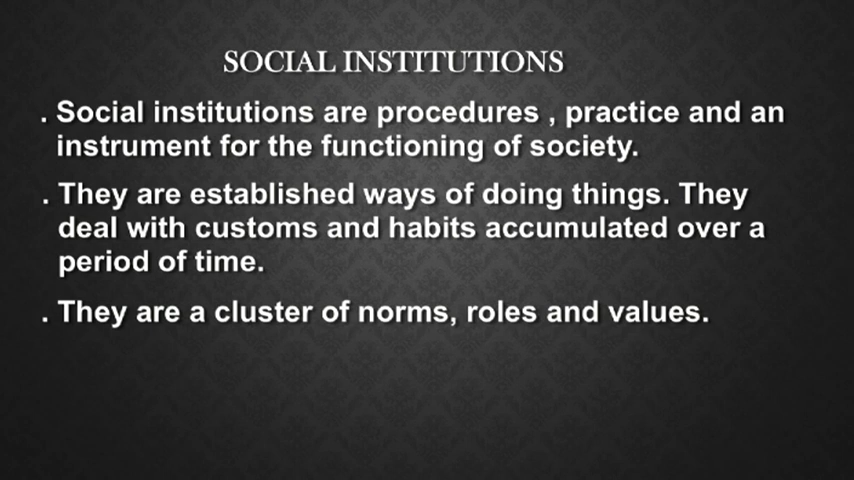 SOCIAL INSTITUTIONS
. Social institutions are procedures , practice and an
instrument for the functioning of society.
. They are established ways of doing things. They
deal with customs and habits accumulated over a
period of time.
. They are a cluster of norms, roles and values.